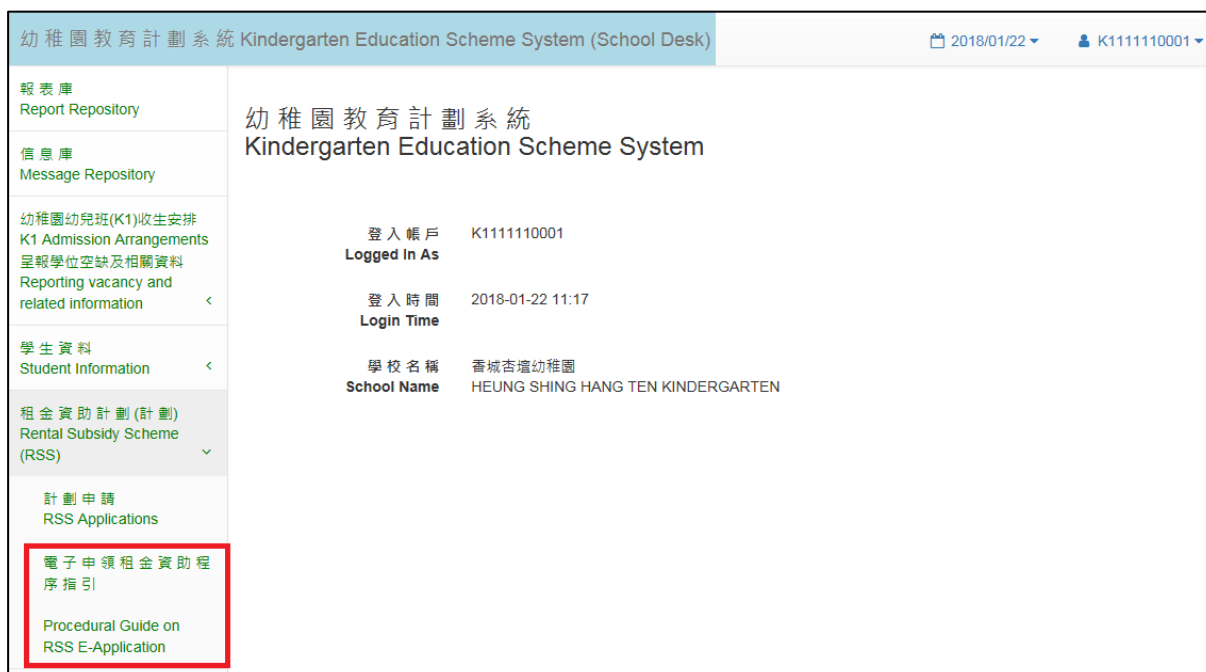 幼稚園教育計劃系統 Kindergarten Education Scheme System (School Desk)
2018/01/22
K1111110001
報表庫
Report Repository
信息庫
Message Repository
幼稚園幼兒班(K1)收生安排
K1 Admission Arrangements
呈報學位空缺及相關資料
Reporting vacancy and
related information
學生資料
Student Information
租金資助計劃(計劃)
Rental Subsidy Scheme
(RSS)
計劃申請
RSS Applications
電子申領租金資助程
序指引
Procedural Guide on
RSS E-Application
幼稚園教育計劃系統
Kindergarten Education Scheme System
登入帳戶 K1111110001
Logged In As
登入時間 2018-01-22 11:17
Login Time
學校名稱 香城杏壇幼稚園
School Name HEUNG SHING HANG TEN KINDERGARTEN